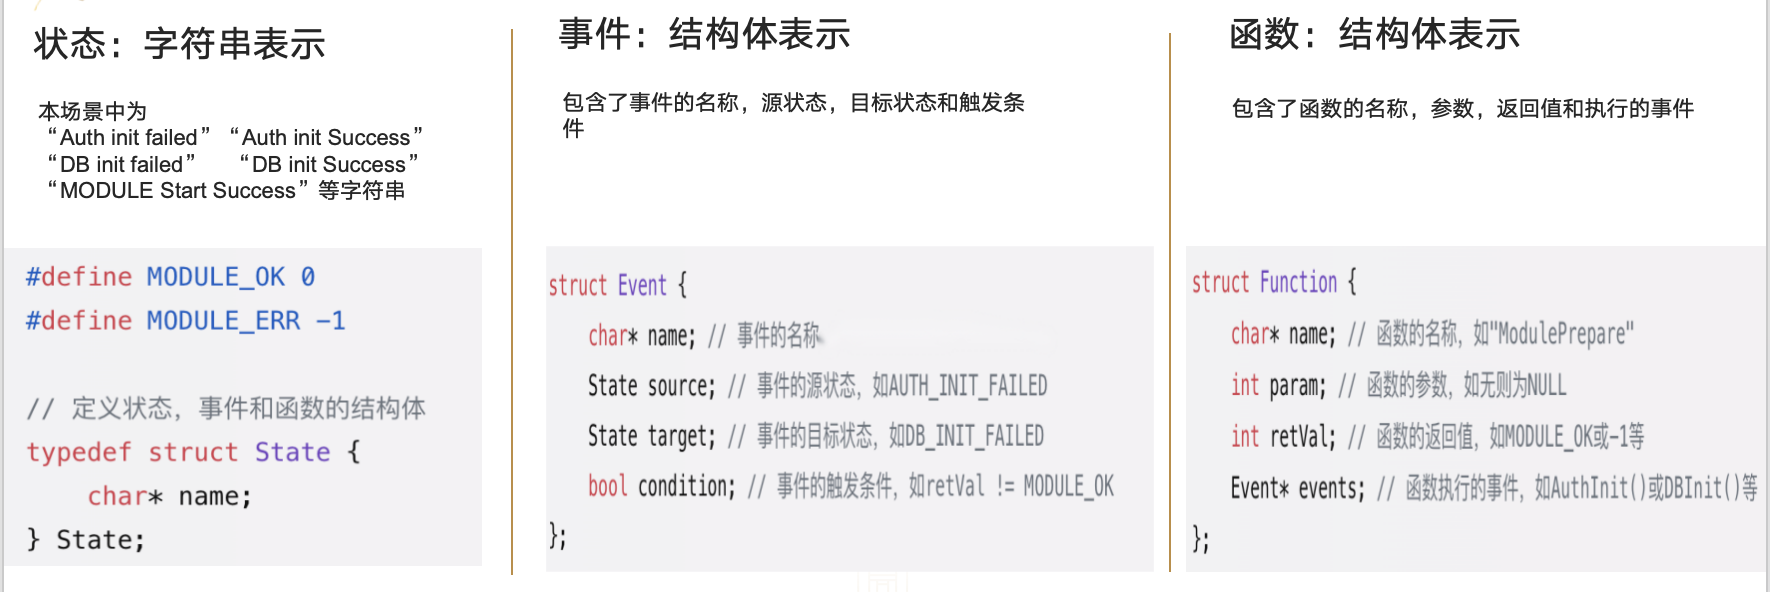 状态：字符串表示
本场景中为
“Auth init failed” “Auth init Success”
“DB init failed” “DB init Success”
“MODULE Start Success”等字符串
#define MODULE_OK 0
#define MODULE_ERR -1
// 定义状态，事件和函数的结构体
typedef struct State {
char* name;
} State;
事件：结构体表示
包含了事件的名称，源状态，目标状态和触发条
件
struct Event {
char* name; // 事件的名称
State source; // 事件的源状态，如AUTH_INIT_FAILED
State target; // 事件的目标状态，如DB_INIT_FAILED
bool condition; // 事件的触发条件，如retVal != MODULE_OK
};
函数：结构体表示
包含了函数的名称，参数，返回值和执行的事件
struct Function {
char* name; // 函数的名称，如"ModulePrepare"
int param; // 函数的参数，如无则为NULL
int retVal; // 函数的返回值，如MODULE_OK或-1等
Event* events; // 函数执行的事件，如AuthInit()或DBInit()等
};